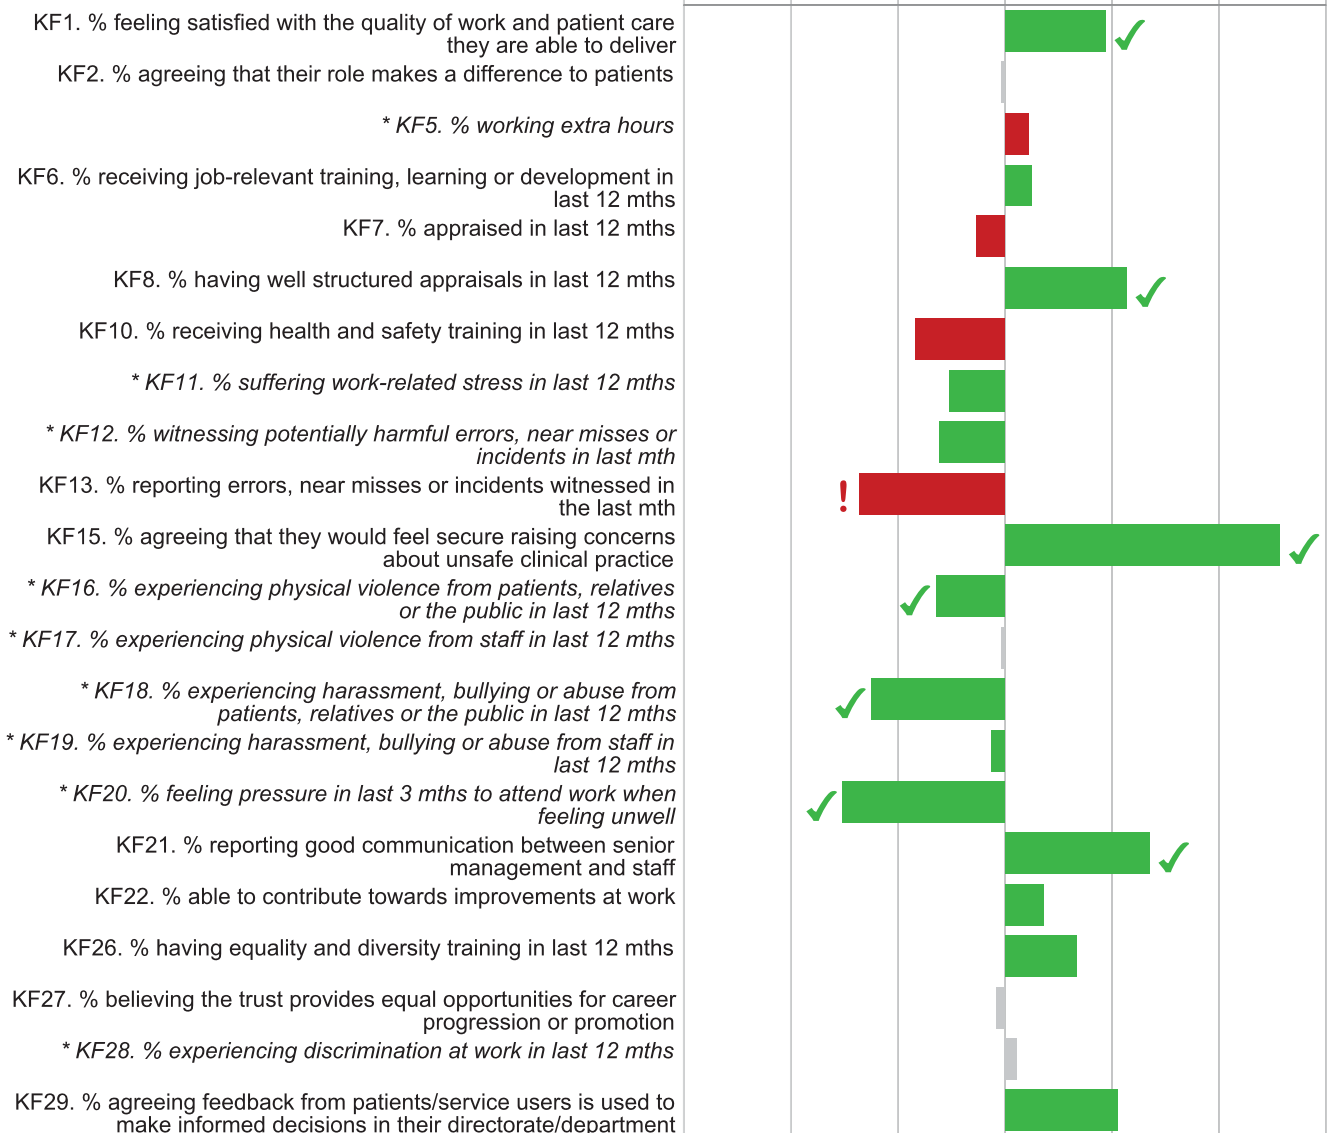 KF1. % feeling satisfied with the quality of work and patient care
they are able to deliver
KF2. % agreeing that their role makes a difference to patients
* KF5. % working extra hours
KF6. % receiving job-relevant training, learning or development in
last 12 mths
KF7. % appraised in last 12 mths
KF8. % having well structured appraisals in last 12 mths
KF10. % receiving health and safety training in last 12 mths
* KF11. % suffering work-related stress in last 12 mths
* KF12. % witnessing potentially harmful errors, near misses or
incidents in last mth
KF13. % reporting errors, near misses or incidents witnessed in
the last mth
!
KF15. % agreeing that they would feel secure raising concerns
about unsafe clinical practice
* KF16. % experiencing physical violence from patients, relatives
or the public in last 12 mths
* KF17. % experiencing physical violence from staff in last 12 mths
* KF18. % experiencing harassment, bullying or abuse from
patients, relatives or the public in last 12 mths
* KF19. % experiencing harassment, bullying or abuse from staff in
last 12 mths
* KF20. % feeling pressure in last 3 mths to attend work when
feeling unwell
KF21. % reporting good communication between senior
management and staff
KF22. % able to contribute towards improvements at work
KF26. % having equality and diversity training in last 12 mths
KF27. % believing the trust provides equal opportunities for career
progression or promotion
* KF28. % experiencing discrimination at work in last 12 mths
KF29. % agreeing feedback from patients/service users is used to
make informed decisions in their directorate/department